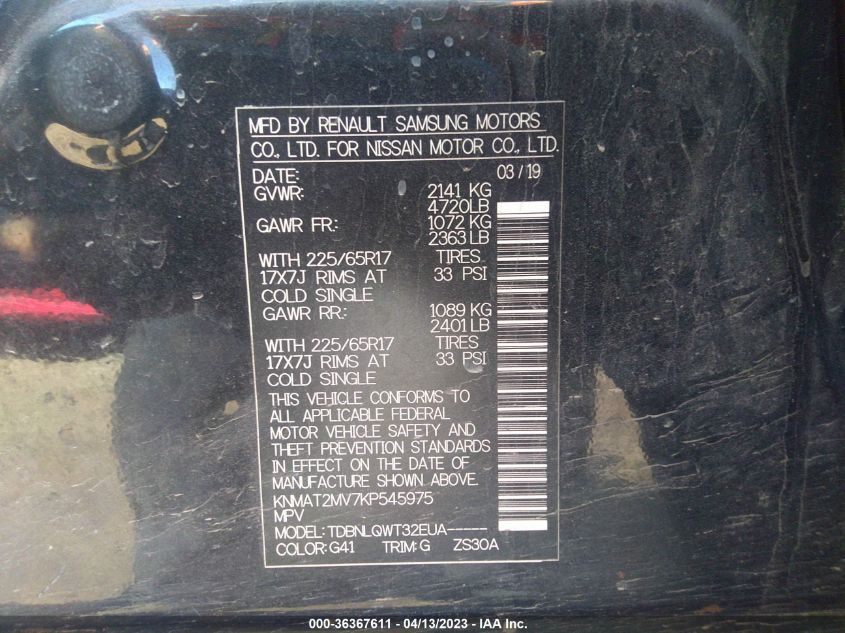 MFD BY RENAULT SAMSUNG MOTORS
CO., LTD. FOR NISSAN MOTOR CO., LTD.
DATE: 03/19
GVWR: 2141 KG
4720LB
GAWR FR: 1072 KG
2363LB
WITH 225/65R17 TIRES
17X7J RIMS AT 33 PSI
COLD SINGLE
GAWR RR: 1089 KG
2401LB
WITH 225/65R17 TIRES
17X7J RIMS AT 33 PSI
COLD SINGLE
THIS VEHICLE CONFORMS TO
ALL APPLICABLE FEDERAL
MOTOR VEHICLE SAFETY AND
THEFT PREVENTION STANDARDS
IN EFFECT ON THE DATE OF
MANUFACTURE SHOWN ABOVE.
KNMAT2MV7KP545975
MPV
MODEL: TDBNLQWT32EUA-----
COLOR: G41 TRIM: G ZS30A
000-36367611 - 04/13/2023 - IAA Inc.